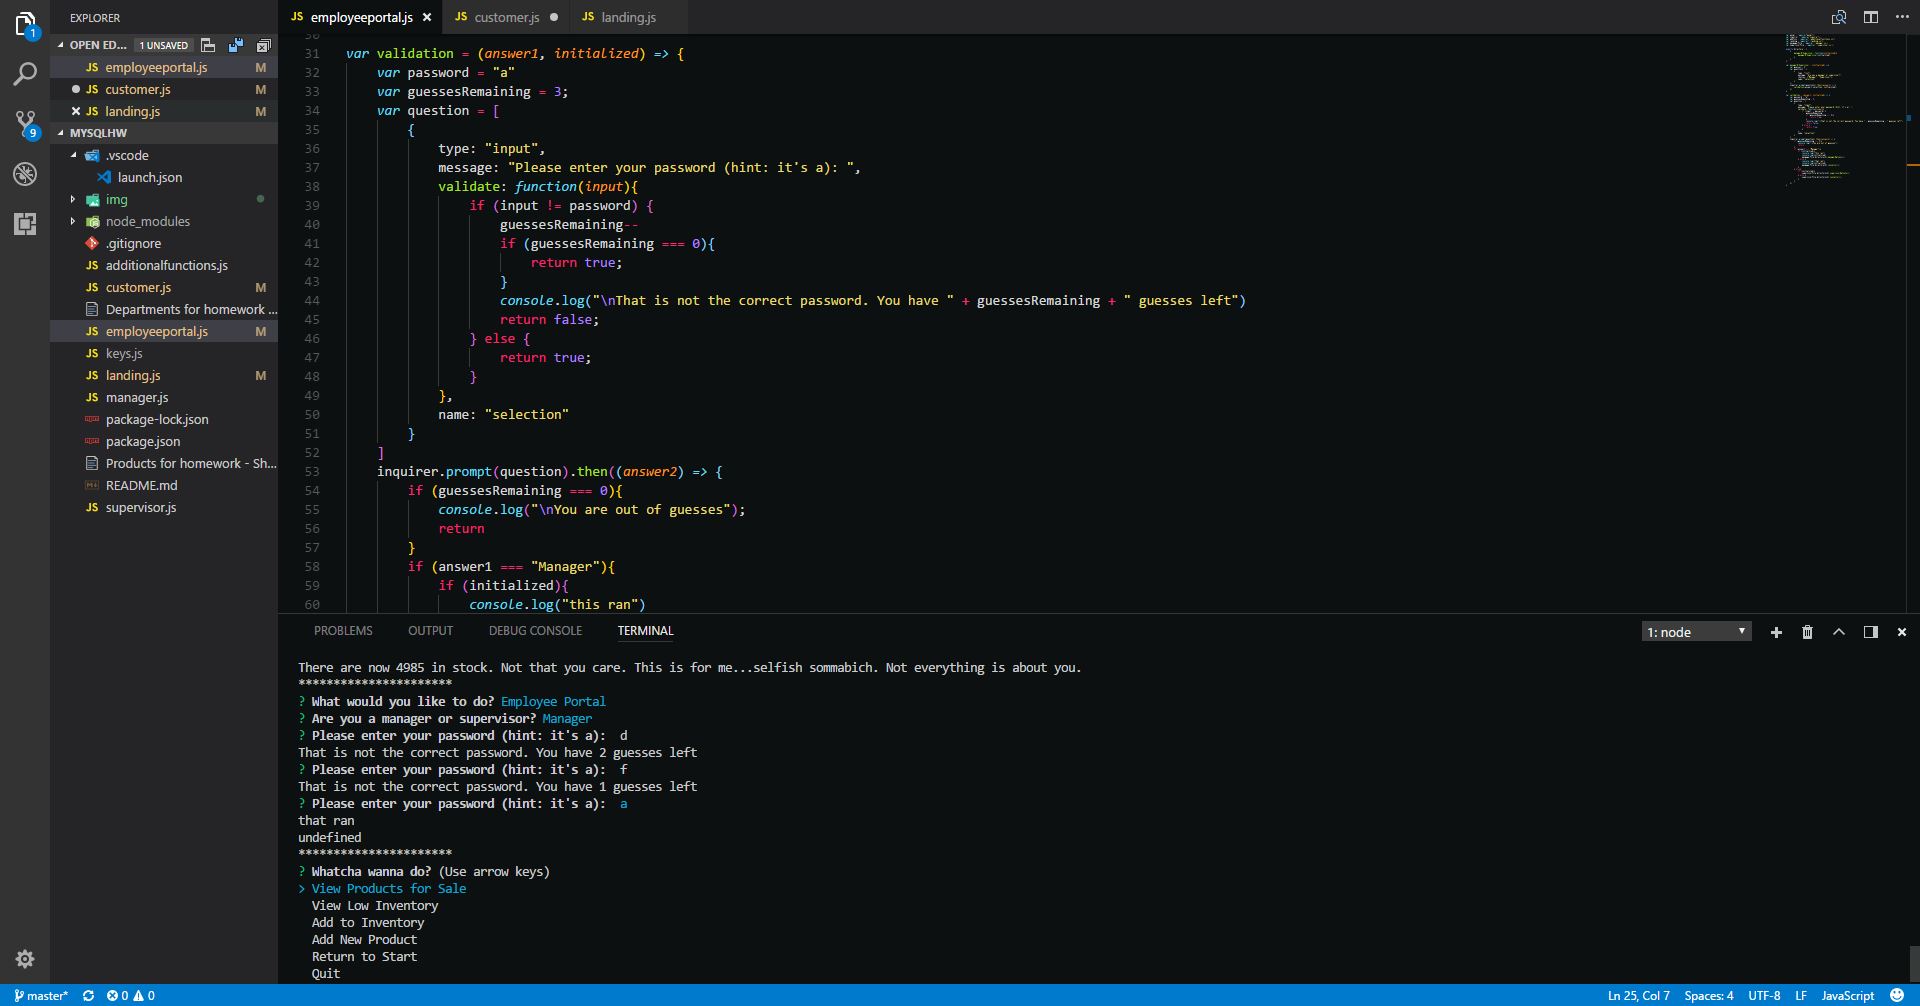 EXPLORER
employeeportal.js
customer.js
landing.js
OPEN ED... 1 UNSAVED
JS employeeportal.js M
JS customer.js M
JS landing.js M
MYSQLHW
.vscode
launch.json
img
node_modules
.gitignore
JS additionalfunctions.js
JS customer.js M
Departments for homework ...
JS employeeportal.js M
JS keys.js
JS landing.js M
JS manager.js
package-lock.json
package.json
Products for homework - Sh...
README.md
JS supervisor.js
1
9
JS employeeportal.js
JS customer.js
JS landing.js
30
31 var validation = (answer1, initialized) => {
32 var password = "a"
33 var guessesRemaining = 3;
34 var question = [
35 {
36 type: "input",
37 message: "Please enter your password (hint: it's a): ",
38 validate: function(input){
39 if (input != password) {
40 guessesRemaining--
41 if (guessesRemaining === 0){
42 return true;
43 }
44 console.log("\nThat is not the correct password. You have " + guessesRemaining + " guesses left")
45 return false;
46 } else {
47 return true;
48 }
49 },
50 name: "selection"
51 }
52 ]
53 inquirer.prompt(question).then((answer2) => {
54 if (guessesRemaining === 0){
55 console.log("\nYou are out of guesses");
56 return
57 }
58 if (answer1 === "Manager"){
59 if (initialized){
60 console.log("this ran")
PROBLEMS OUTPUT DEBUG CONSOLE TERMINAL 1: node
There are now 4985 in stock. Not that you care. This is for me...selfish sommabich. Not everything is about you.
**********************
? What would you like to do? Employee Portal
? Are you a manager or supervisor? Manager
? Please enter your password (hint: it's a):  d
That is not the correct password. You have 2 guesses left
? Please enter your password (hint: it's a):  f
That is not the correct password. You have 1 guesses left
? Please enter your password (hint: it's a):  a
that ran
undefined
**********************
? Whatcha wanna do? (Use arrow keys)
> View Products for Sale
View Low Inventory
Add to Inventory
Add New Product
Return to Start
Quit
master* 0 0 Ln 25, Col 7 Spaces: 4 UTF-8 LF JavaScript